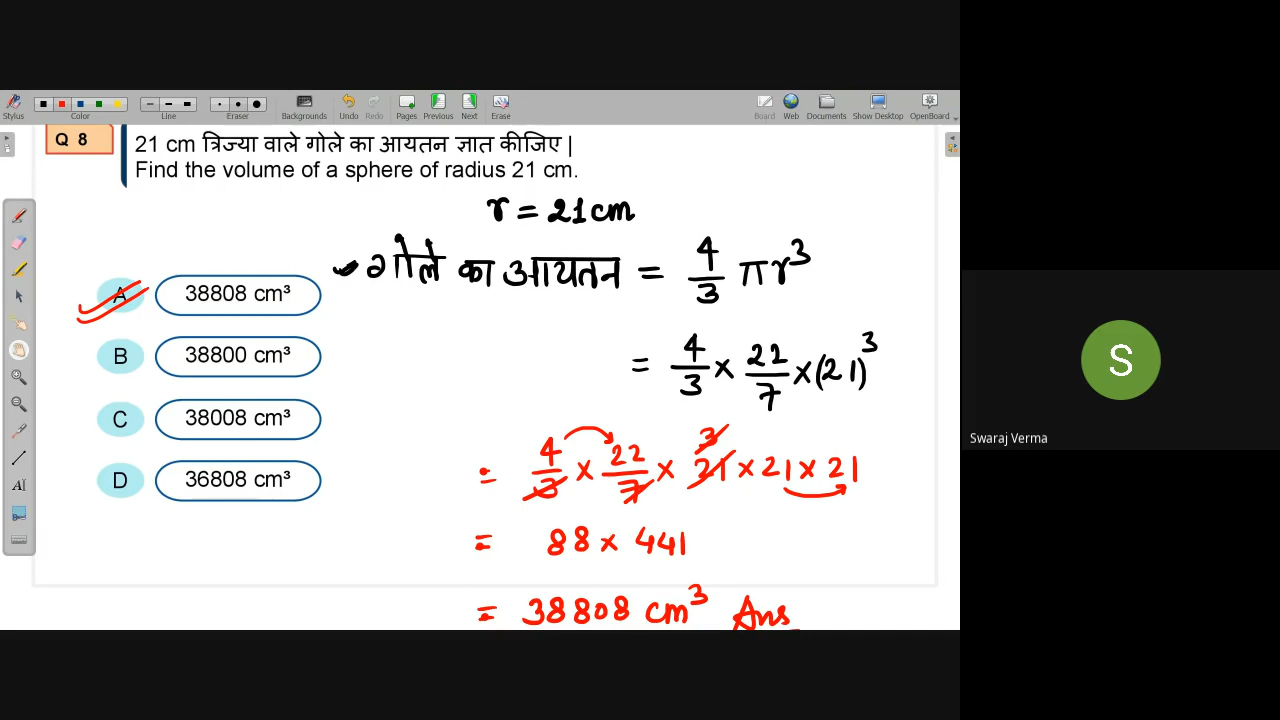 Stylus
Color
Line
Eraser
Backgrounds
Undo
Redo
Pages
Previous
Next
Erase
Board
Web
Documents
Show Desktop
OpenBoard
Q 8
21 cm त्रिज्या वाले गोले का आयतन ज्ञात कीजिए |
Find the volume of a sphere of radius 21 cm.
r = 21 cm
गोले का आयतन = 4/3 πr³
= 4/3 × 22/7 × (21)³
= 4/3 × 22/7 × 21 × 21 × 21
3
= 88 × 441
= 38808 cm³ Ans
A 38808 cm³
B 38800 cm³
C 38008 cm³
D 36808 cm³
S
Swaraj Verma